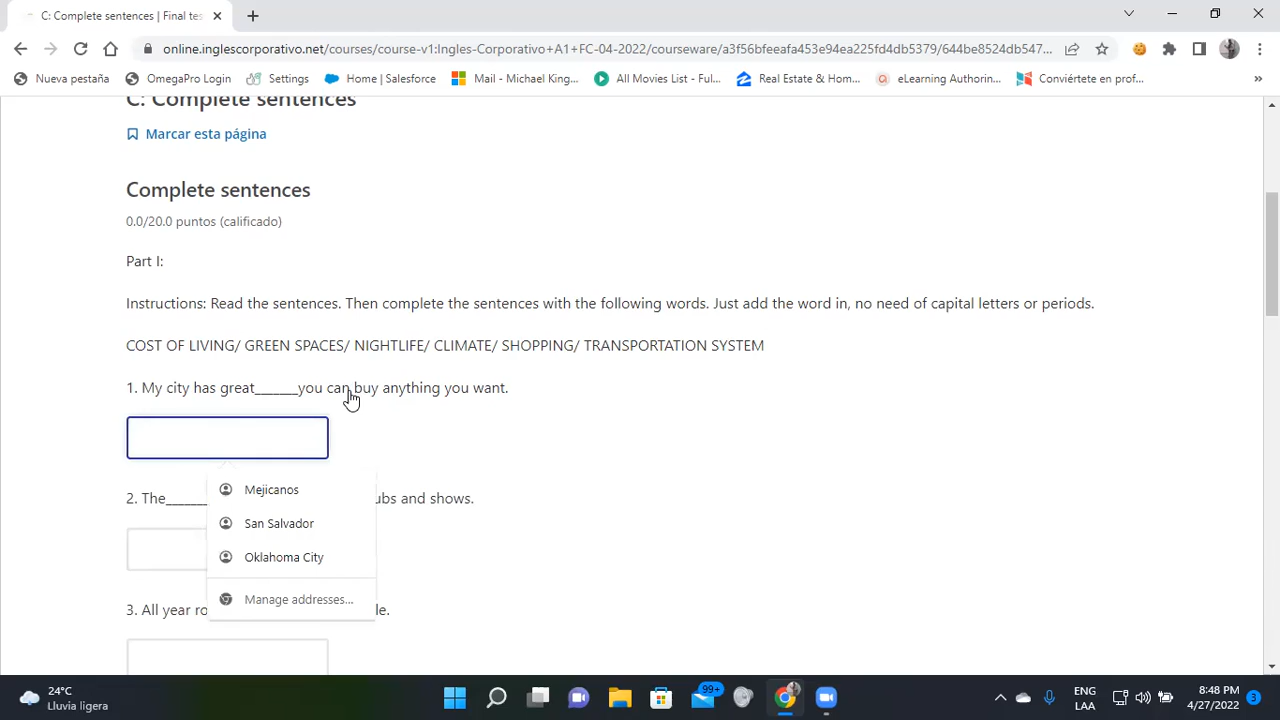 C: Complete sentences | Final tes
online.inglescorporativo.net/courses/course-v1:Ingles-Corporativo+A1+FC-04-2022/courseware/a3f56bfeeafa453e94ea225fd4db5379/644be8524db547...
Nueva pestaña
OmegaPro Login
Settings
Home | Salesforce
Mail - Michael King...
All Movies List - Ful...
Real Estate & Hom...
eLearning Authorin...
Conviértete en prof...
»
C: Complete sentences
Marcar esta página
Complete sentences
0.0/20.0 puntos (calificado)
Part I:
Instructions: Read the sentences. Then complete the sentences with the following words. Just add the word in, no need of capital letters or periods.
COST OF LIVING/ GREEN SPACES/ NIGHTLIFE/ CLIMATE/ SHOPPING/ TRANSPORTATION SYSTEM
1. My city has great_______you can buy anything you want.
Mejicanos
2. The______ ubs and shows.
San Salvador
Oklahoma City
Manage addresses...
3. All year ro le.
24°C
Lluvia ligera
99+
ENG
LAA
8:48 PM
4/27/2022
3